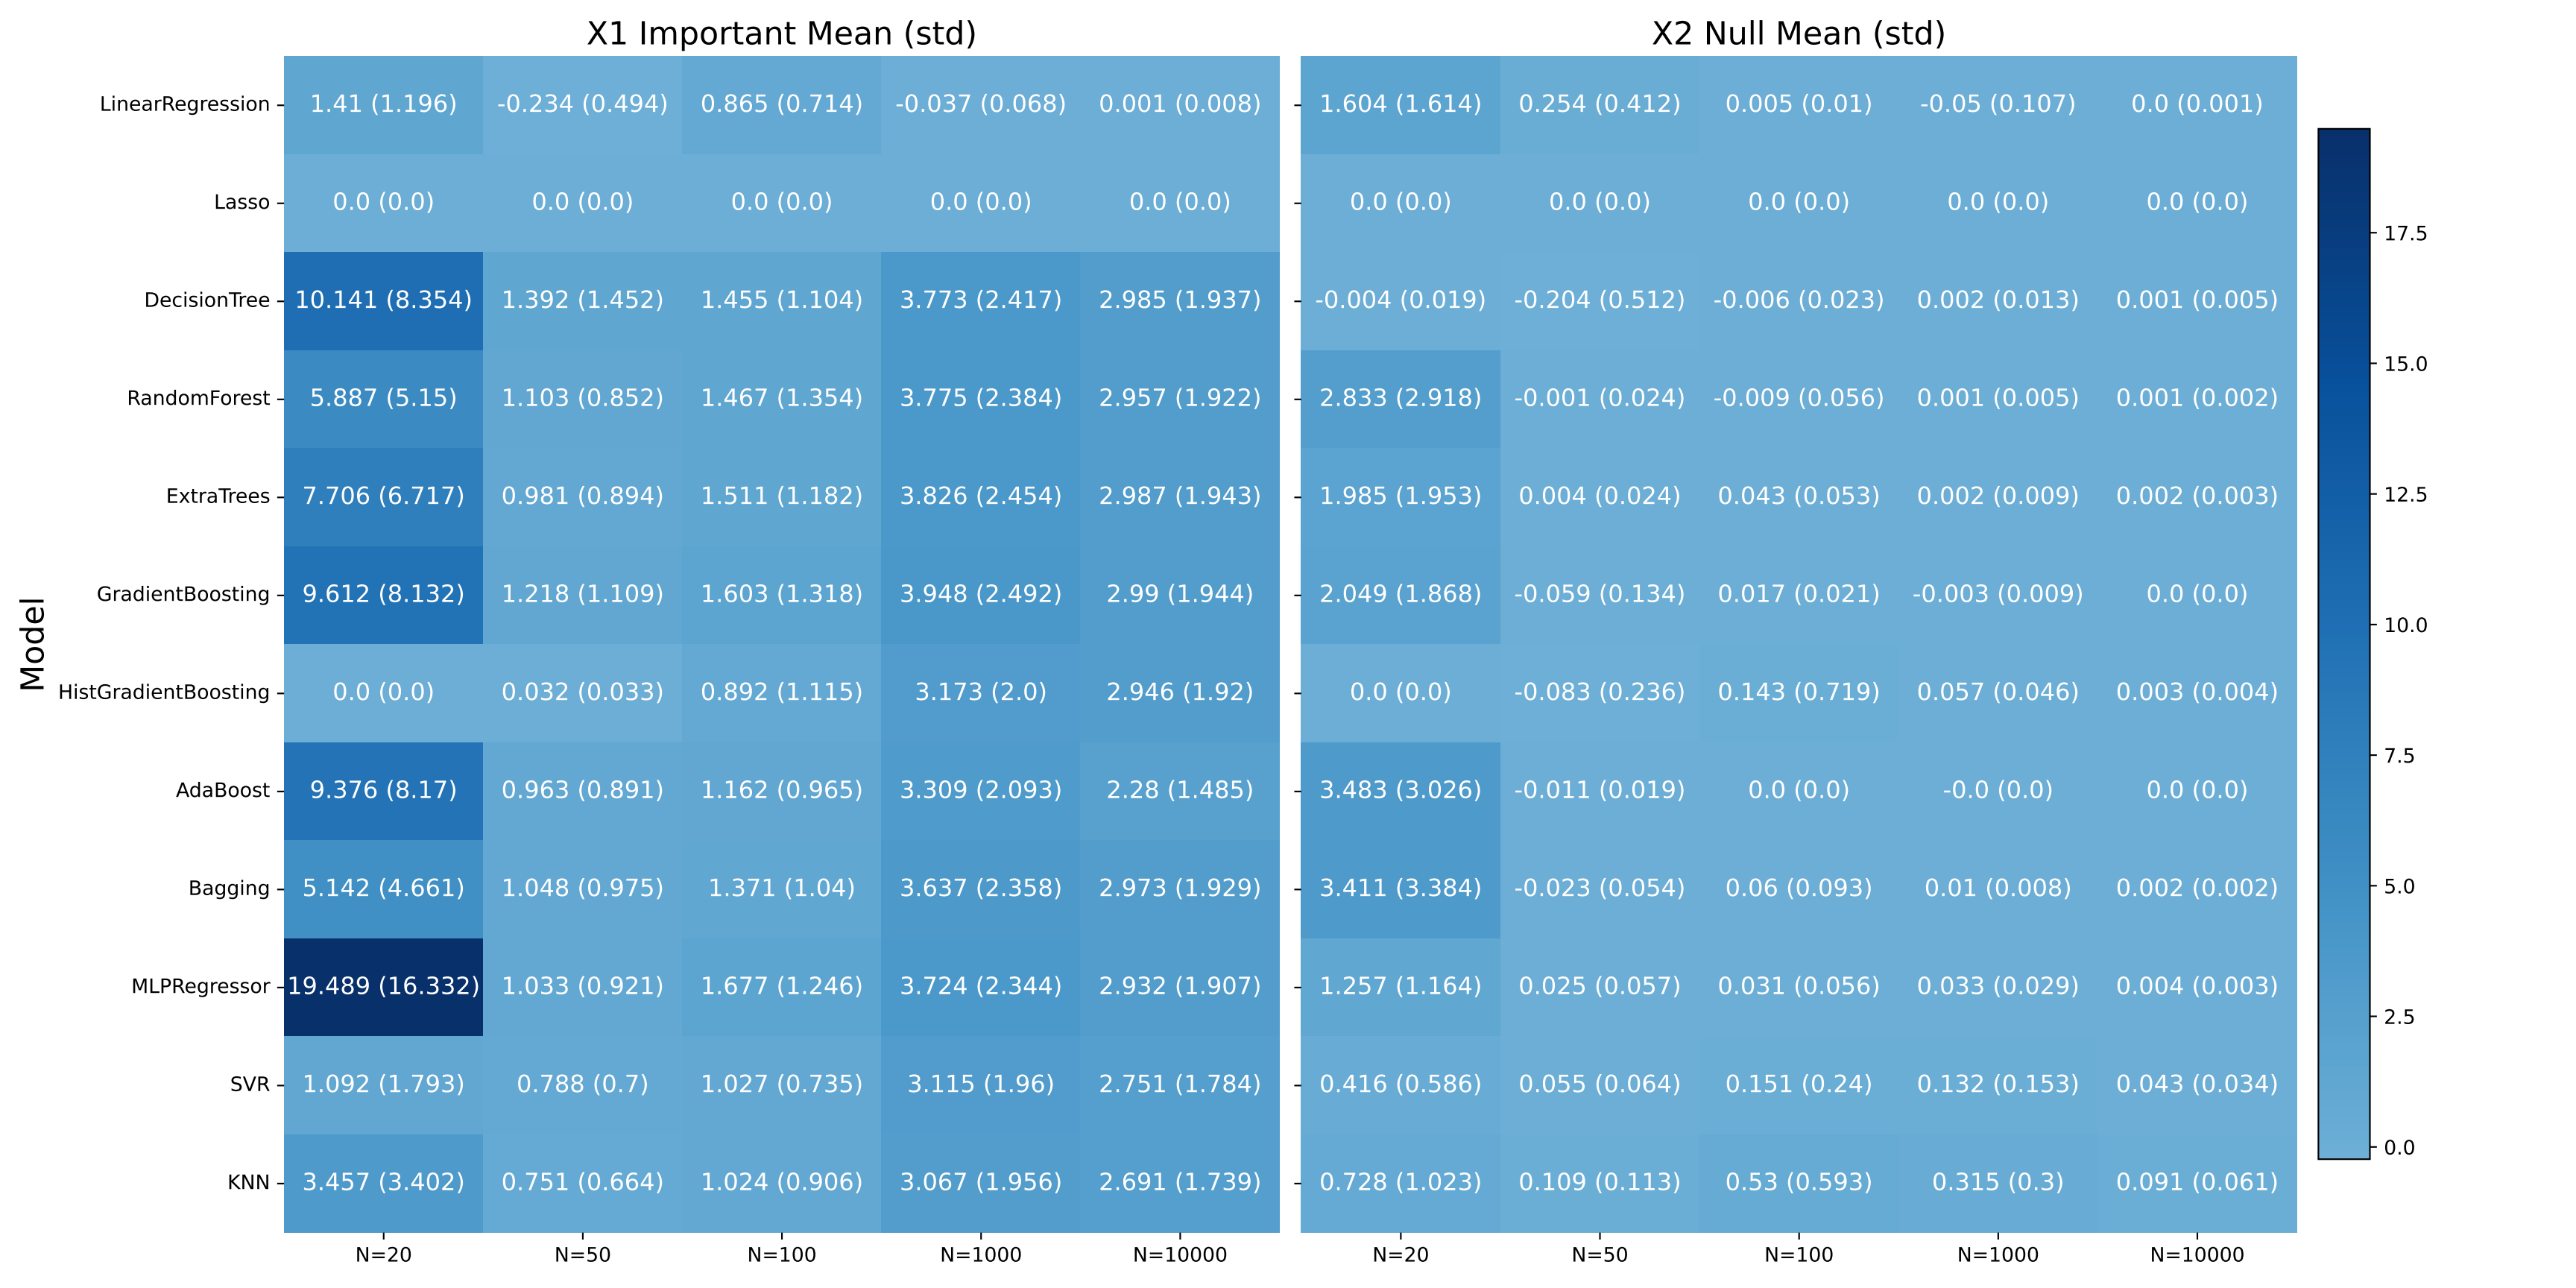 X1 Important Mean (std) X2 Null Mean (std)
LinearRegression 1.41 (1.196) -0.234 (0.494) 0.865 (0.714) -0.037 (0.068) 0.001 (0.008) 1.604 (1.614) 0.254 (0.412) 0.005 (0.01) -0.05 (0.107) 0.0 (0.001)
Lasso 0.0 (0.0) 0.0 (0.0) 0.0 (0.0) 0.0 (0.0) 0.0 (0.0) 0.0 (0.0) 0.0 (0.0) 0.0 (0.0) 0.0 (0.0) 0.0 (0.0)
DecisionTree 10.141 (8.354) 1.392 (1.452) 1.455 (1.104) 3.773 (2.417) 2.985 (1.937) -0.004 (0.019) -0.204 (0.512) -0.006 (0.023) 0.002 (0.013) 0.001 (0.005)
RandomForest 5.887 (5.15) 1.103 (0.852) 1.467 (1.354) 3.775 (2.384) 2.957 (1.922) 2.833 (2.918) -0.001 (0.024) -0.009 (0.056) 0.001 (0.005) 0.001 (0.002)
ExtraTrees 7.706 (6.717) 0.981 (0.894) 1.511 (1.182) 3.826 (2.454) 2.987 (1.943) 1.985 (1.953) 0.004 (0.024) 0.043 (0.053) 0.002 (0.009) 0.002 (0.003)
GradientBoosting 9.612 (8.132) 1.218 (1.109) 1.603 (1.318) 3.948 (2.492) 2.99 (1.944) 2.049 (1.868) -0.059 (0.134) 0.017 (0.021) -0.003 (0.009) 0.0 (0.0)
HistGradientBoosting 0.0 (0.0) 0.032 (0.033) 0.892 (1.115) 3.173 (2.0) 2.946 (1.92) 0.0 (0.0) -0.083 (0.236) 0.143 (0.719) 0.057 (0.046) 0.003 (0.004)
AdaBoost 9.376 (8.17) 0.963 (0.891) 1.162 (0.965) 3.309 (2.093) 2.28 (1.485) 3.483 (3.026) -0.011 (0.019) 0.0 (0.0) -0.0 (0.0) 0.0 (0.0)
Bagging 5.142 (4.661) 1.048 (0.975) 1.371 (1.04) 3.637 (2.358) 2.973 (1.929) 3.411 (3.384) -0.023 (0.054) 0.06 (0.093) 0.01 (0.008) 0.002 (0.002)
MLPRegressor 19.489 (16.332) 1.033 (0.921) 1.677 (1.246) 3.724 (2.344) 2.932 (1.907) 1.257 (1.164) 0.025 (0.057) 0.031 (0.056) 0.033 (0.029) 0.004 (0.003)
SVR 1.092 (1.793) 0.788 (0.7) 1.027 (0.735) 3.115 (1.96) 2.751 (1.784) 0.416 (0.586) 0.055 (0.064) 0.151 (0.24) 0.132 (0.153) 0.043 (0.034)
KNN 3.457 (3.402) 0.751 (0.664) 1.024 (0.906) 3.067 (1.956) 2.691 (1.739) 0.728 (1.023) 0.109 (0.113) 0.53 (0.593) 0.315 (0.3) 0.091 (0.061)
N=20 N=50 N=100 N=1000 N=10000 N=20 N=50 N=100 N=1000 N=10000
Model
17.5
15.0
12.5
10.0
7.5
5.0
2.5
0.0